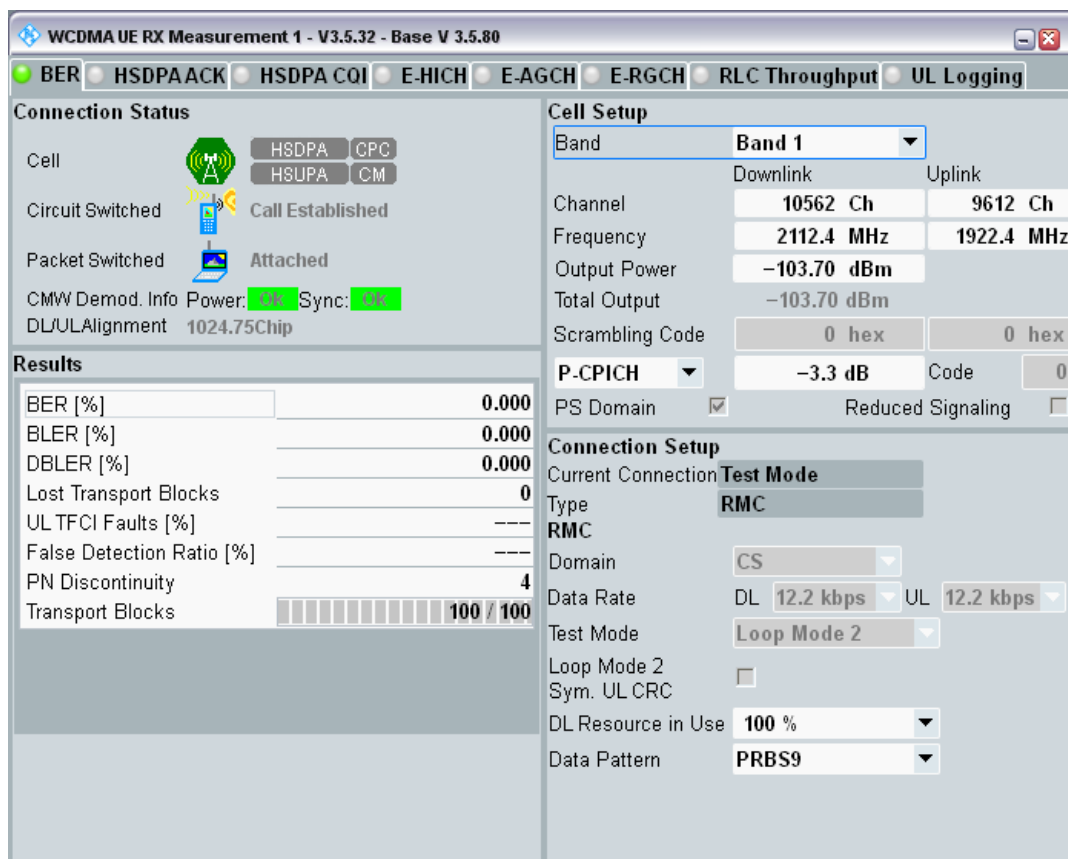 WCDMA UE RX Measurement 1 - V3.5.32 - Base V 3.5.80
BER HSDPA ACK HSDPA CQI E-HICH E-AGCH E-RGCH RLC Throughput UL Logging
Connection Status
Cell HSDPA CPC
HSUPA CM
Circuit Switched Call Established
Packet Switched Attached
CMW Demod. Info Power: Ok Sync: Ok
DL/ULAlignment 1024.75Chip
Results
BER [%] 0.000
BLER [%] 0.000
DBLER [%] 0.000
Lost Transport Blocks 0
UL TFCI Faults [%] ---
False Detection Ratio [%] ---
PN Discontinuity 4
Transport Blocks 100 / 100
Cell Setup
Band Band 1
Downlink Uplink
Channel 10562 Ch 9612 Ch
Frequency 2112.4 MHz 1922.4 MHz
Output Power −103.70 dBm
Total Output −103.70 dBm
Scrambling Code 0 hex 0 hex
P-CPICH −3.3 dB Code 0
PS Domain Reduced Signaling
Connection Setup
Current Connection Test Mode
Type RMC
RMC
Domain CS
Data Rate DL 12.2 kbps UL 12.2 kbps
Test Mode Loop Mode 2
Loop Mode 2
Sym. UL CRC
DL Resource in Use 100 %
Data Pattern PRBS9